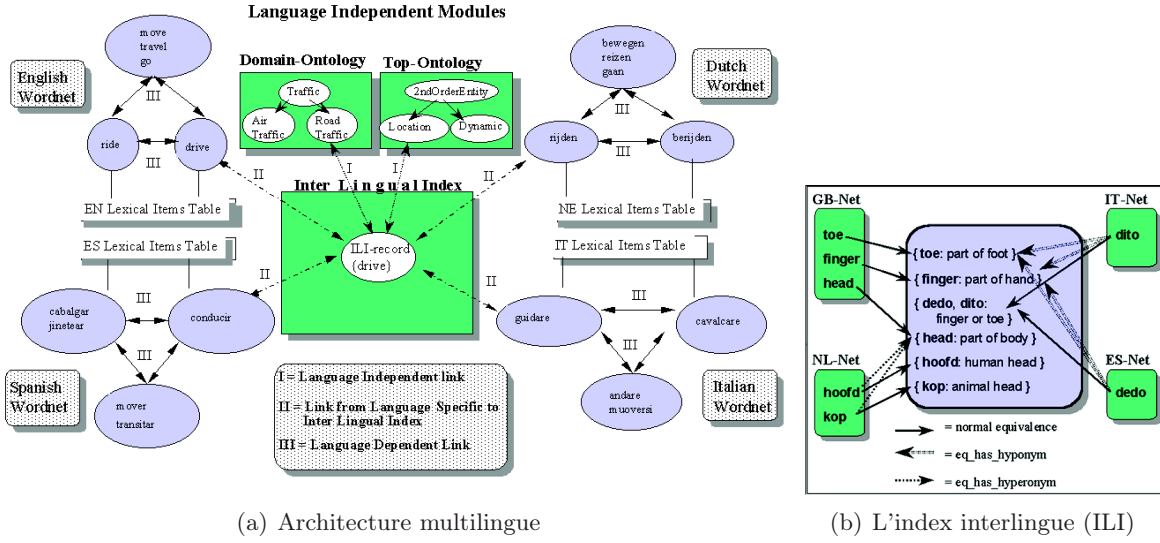 Language Independent Modules
move
travel
go
English
Wordnet
III
ride
III
drive
III
EN Lexical Items Table
Domain-Ontology
Traffic
Air
Traffic
Road
Traffic
Top-Ontology
2ndOrderEntity
Location
Dynamic
I
I
II
II
bewegen
reizen
gaan
Dutch
Wordnet
III
rijden
III
berijden
NE Lexical Items Table
Inter Lingual Index
ILI-record
(drive)
II
II
ES Lexical Items Table
cabalgar
jinetear
III
conducir
III
Spanish
Wordnet
mover
transitar
IT Lexical Items Table
guidare
III
cavalcare
III
andare
muoversi
Italian
Wordnet
I = Language Independent link
II = Link from Language Specific to
Inter Lingual Index
III = Language Dependent Link
(a) Architecture multilingue
GB-Net
toe
finger
head
NL-Net
hoofd
kop
{ toe: part of foot }
{ finger: part of hand }
{ dedo, dito:
finger or toe }
{ head: part of body }
{ hoofd: human head }
{ kop: animal head }
IT-Net
dito
ES-Net
dedo
= normal equivalence
= eq_has_hyponym
= eq_has_hyperonym
(b) L'index interlingue (ILI)